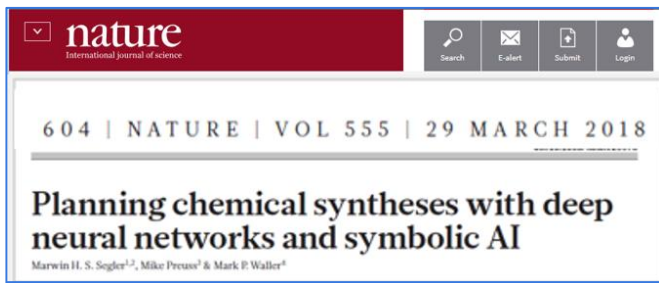 nature
International journal of science
Search E-alert Submit Login
604 | NATURE | VOL 555 | 29 MARCH 2018
Planning chemical syntheses with deep
neural networks and symbolic AI
Marwin H. S. Segler1,2, Mike Preuss3 & Mark P. Waller4